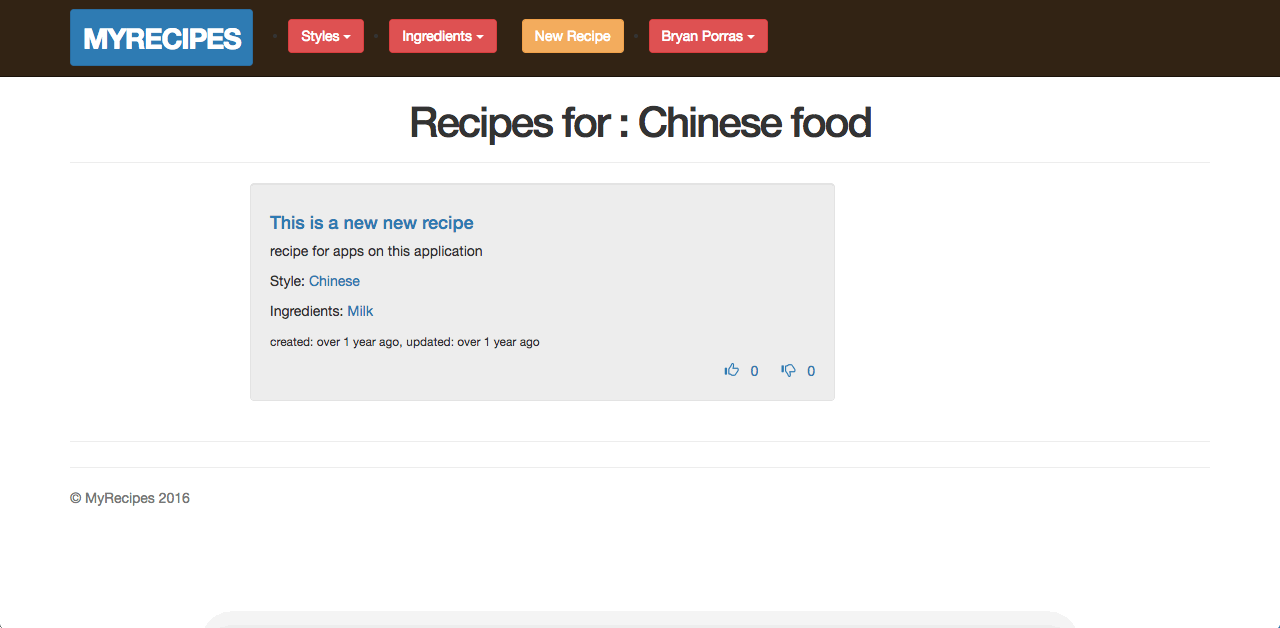 MYRECIPES Styles Ingredients New Recipe Bryan Porras
Recipes for : Chinese food
This is a new new recipe
recipe for apps on this application
Style: Chinese
Ingredients: Milk
created: over 1 year ago, updated: over 1 year ago
0 0
© MyRecipes 2016